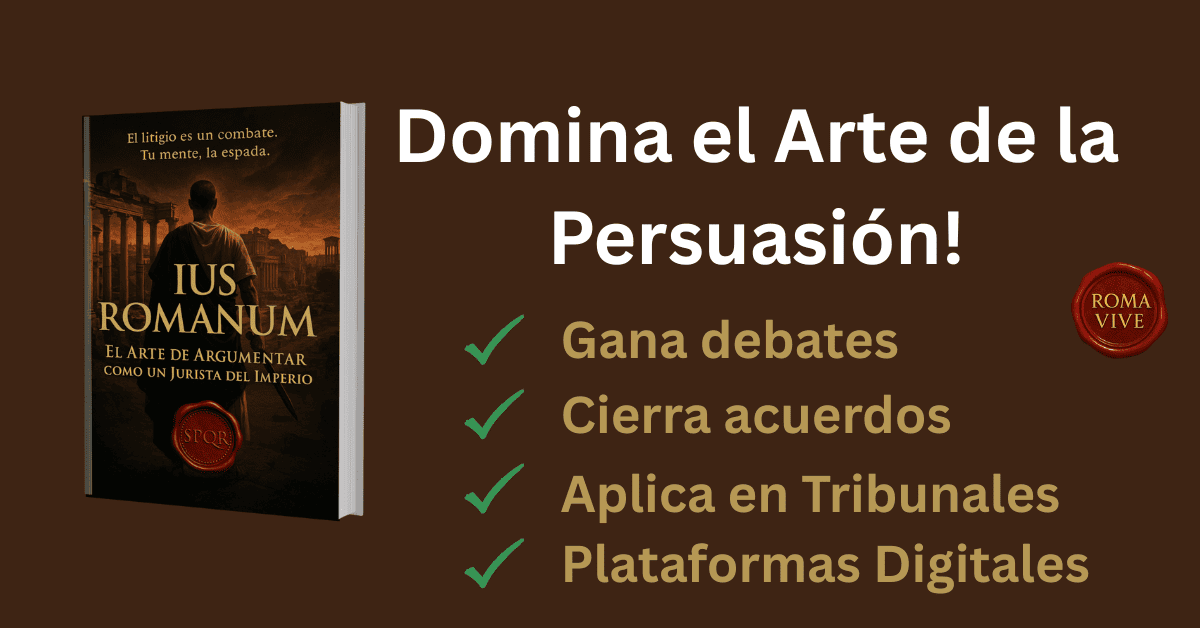 El litigio es un combate.
Tu mente, la espada.
IUS
ROMANUM
El Arte de Argumentar
como un Jurista del Imperio
SPQR
Domina el Arte de la
Persuasión!
Gana debates
Cierra acuerdos
Aplica en Tribunales
Plataformas Digitales
ROMA
VIVE